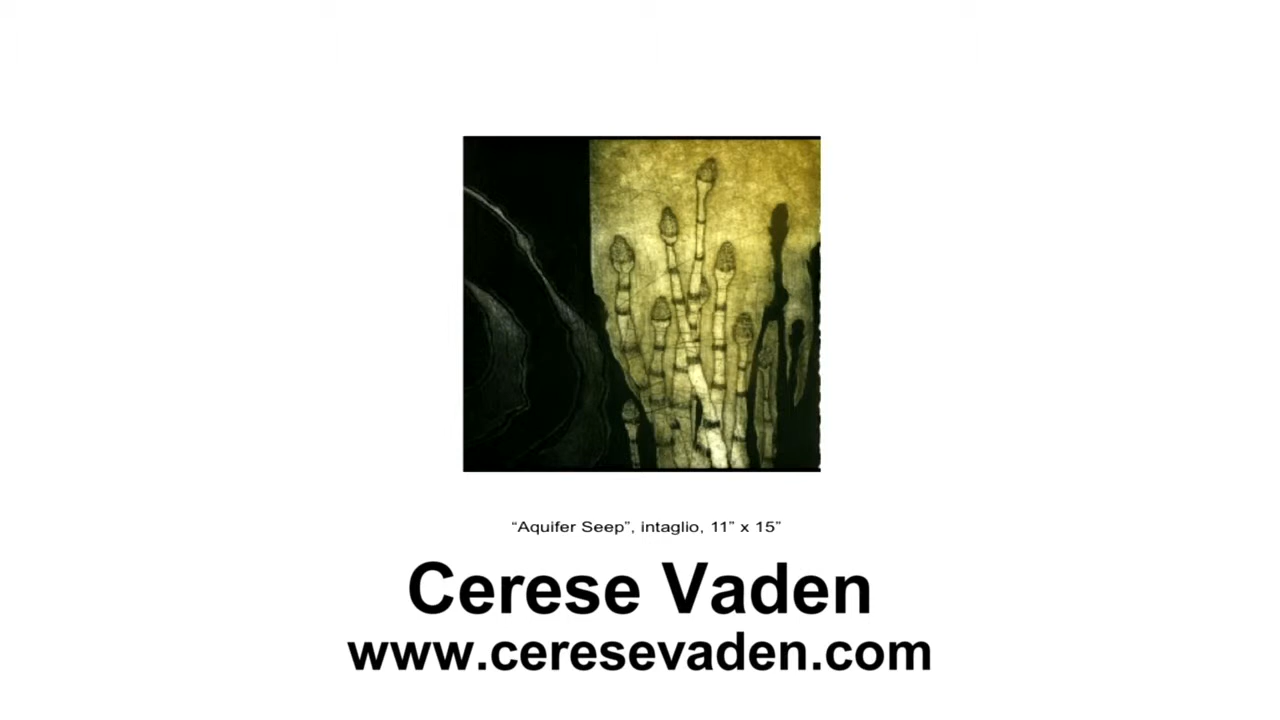 “Aquifer Seep”, intaglio, 11” x 15”
Cerese Vaden
www.ceresevaden.com